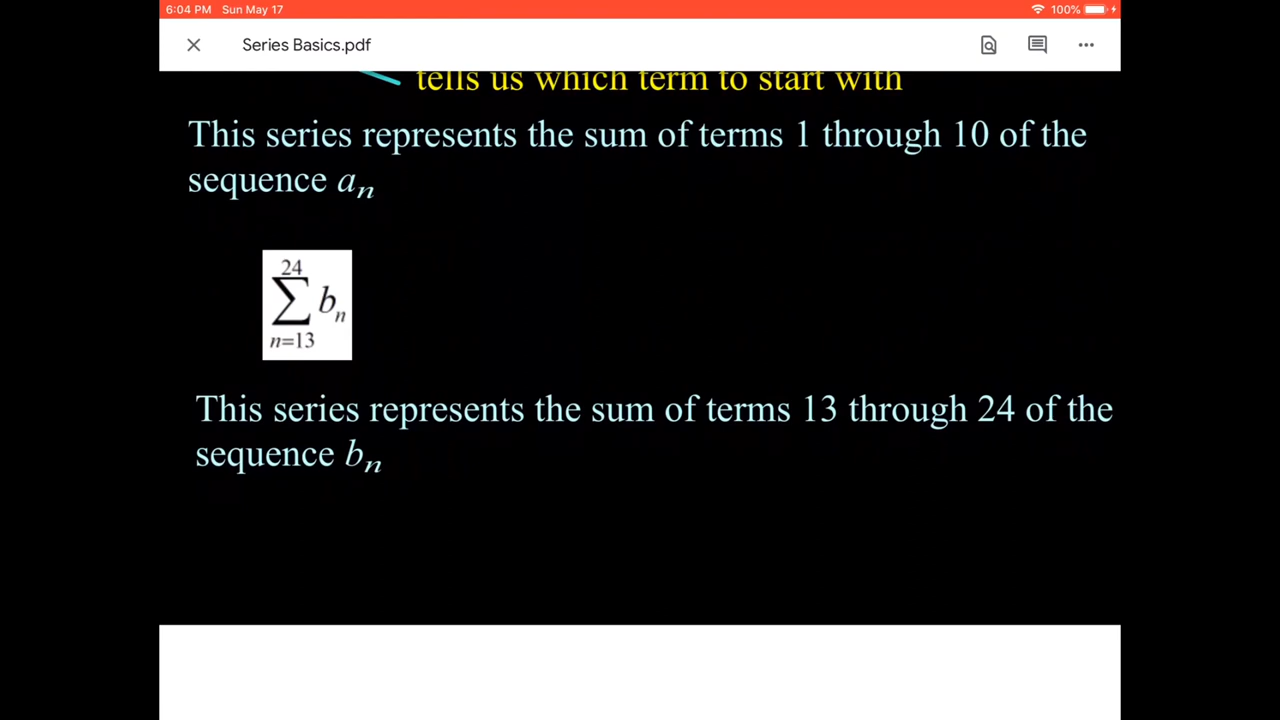 6:04 PM Sun May 17 100%
Series Basics.pdf
tells us which term to start with
This series represents the sum of terms 1 through 10 of the
sequence aₙ
24
∑ bₙ
n=13
This series represents the sum of terms 13 through 24 of the
sequence bₙ